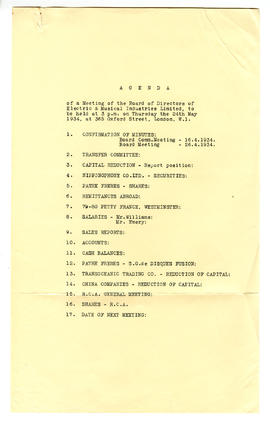 A G E N D A
of a Meeting of the Board of Directors of
Electric & Musical Industries Limited, to
to be held at 3 p.m. on Thursday the 24th May
1934, at 363 Oxford Street, London. W.1.
1. CONFIRMATION OF MINUTES:
Board Comm.Meeting - 16.4.1934.
Board Meeting - 26.4.1934.
2. TRANSFER COMMITTEE:
3. CAPITAL REDUCTION - Report position:
4. NIPPONOPHONY CO.LTD. - SECURITIES:
5. PATHE FRERES - SHARES:
6. REMITTANCES ABROAD:
7. 79-80 PETTY FRANCE, WESTMINSTER:
8. SALARIES - Mr.Williams:
Mr. Emery:
9. SALES REPORTS:
10. ACCOUNTS:
11. CASH BALANCES:
12. PATHE FRERES - S.G.de DISQUES FUSION:
13. TRANSOCEANIC TRADING CO. - REDUCTION OF CAPITAL:
14. CHINA COMPANIES - REDUCTION OF CAPITAL:
15. R.C.A. GENERAL MEETING:
16. SHARES - R.C.A.
17. DATE OF NEXT MEETING: